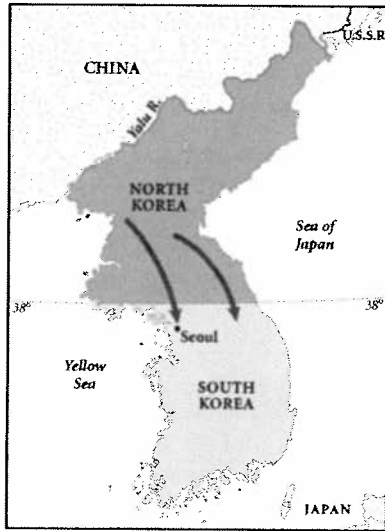 U.S.S.R.
CHINA
Yalu R.
NORTH
KOREA
Sea of
Japan
38°
38°
Seoul
Yellow
Sea
SOUTH
KOREA
JAPAN